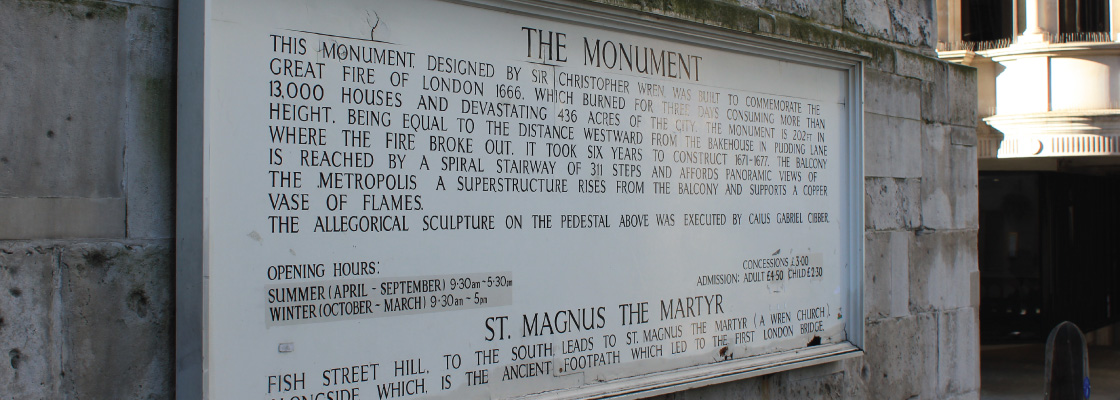 THE MONUMENT
THIS MONUMENT DESIGNED BY SIR CHRISTOPHER WREN WAS BUILT TO COMMEMORATE THE
GREAT FIRE OF LONDON 1666, WHICH BURNED FOR THREE DAYS CONSUMING MORE THAN
13,000 HOUSES AND DEVASTATING 436 ACRES OF THE CITY. THE MONUMENT IS 202FT IN
HEIGHT, BEING EQUAL TO THE DISTANCE WESTWARD FROM THE BAKEHOUSE IN PUDDING LANE
WHERE THE FIRE BROKE OUT. IT TOOK SIX YEARS TO CONSTRUCT 1671-1677. THE BALCONY
IS REACHED BY A SPIRAL STAIRWAY OF 311 STEPS AND AFFORDS PANORAMIC VIEWS OF
THE METROPOLIS A SUPERSTRUCTURE RISES FROM THE BALCONY AND SUPPORTS A COPPER
VASE OF FLAMES.
THE ALLEGORICAL SCULPTURE ON THE PEDESTAL ABOVE WAS EXECUTED BY CAIUS GABRIEL CIBBER.
OPENING HOURS:
SUMMER (APRIL - SEPTEMBER) 9·30am - 5·30pm
WINTER (OCTOBER - MARCH) 9·30am - 5pm
CONCESSIONS £3·00
ADMISSION: ADULT £4·50 CHILD £2·30
ST. MAGNUS THE MARTYR
FISH STREET HILL, TO THE SOUTH LEADS TO ST. MAGNUS THE MARTYR (A WREN CHURCH).
ALONGSIDE WHICH, IS THE ANCIENT FOOTPATH WHICH LED TO THE FIRST LONDON BRIDGE.